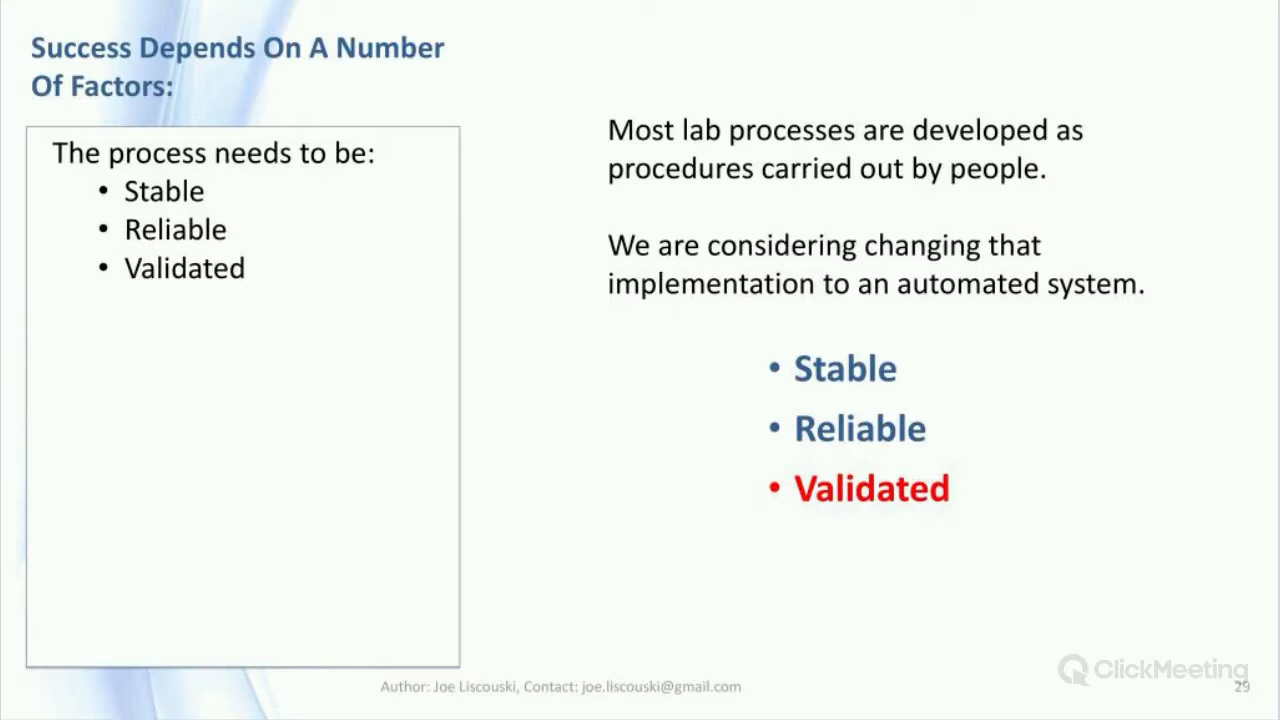 Success Depends On A Number
Of Factors:
The process needs to be:
• Stable
• Reliable
• Validated
Most lab processes are developed as
procedures carried out by people.
We are considering changing that
implementation to an automated system.
• Stable
• Reliable
• Validated
Author: Joe Liscouski, Contact: joe.liscouski@gmail.com
ClickMeeting
29